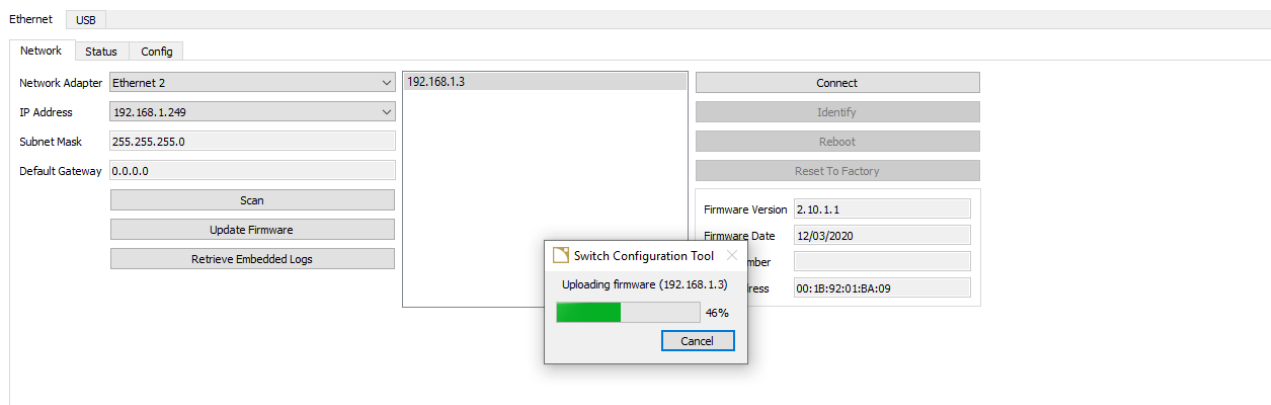 Ethernet USB
Network Status Config
Network Adapter Ethernet 2 192.168.1.3 Connect
IP Address 192.168.1.249 Identify
Subnet Mask 255.255.255.0 Reboot
Default Gateway 0.0.0.0 Reset To Factory
Scan
Firmware Version 2.10.1.1
Update Firmware
Firmware Date 12/03/2020
Retrieve Embedded Logs
Switch Configuration Tool
Uploading firmware (192.168.1.3)
00:1B:92:01:BA:09
46%
Cancel